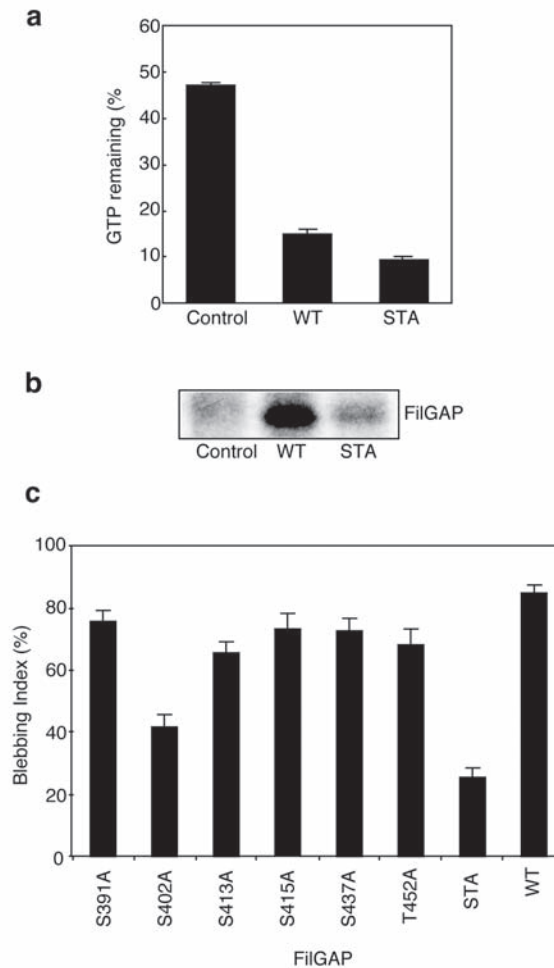 a
60
50
40
30
20
10
0
GTP remaining (%
Control WT STA
b
FilGAP
Control WT STA
c
100
80
60
40
20
0
Blebbing Index (%)
S391A
S402A
S413A
S415A
S437A
T452A
STA
WT
FilGAP